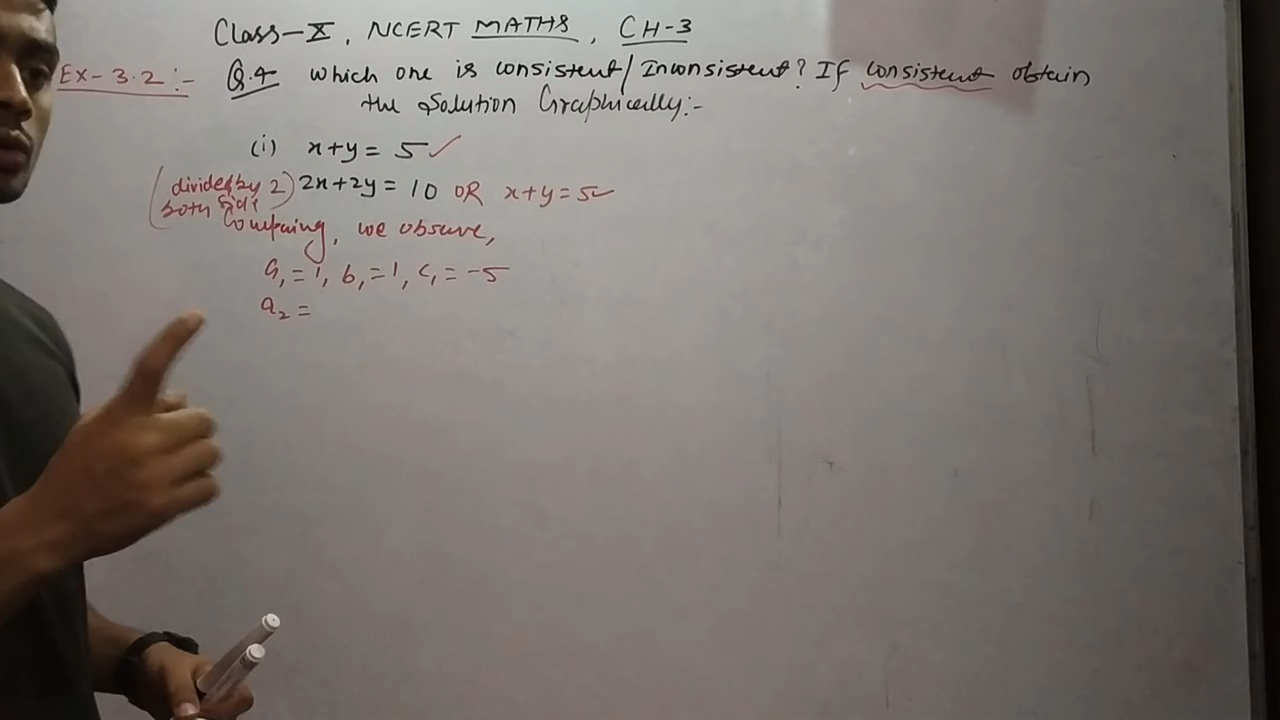 Class-X, NCERT MATHS, CH-3
EX-3.2:- Q.4 which one is consistent/Inconsistent? If consistent obtain
the Solution Graphically:-
(i) x+y = 5 ✓
(divided by 2 both side) 2x+2y = 10 OR x+y=5✓
Comparing, we observe,
a₁=1, b₁=1, c₁=-5
a₂=